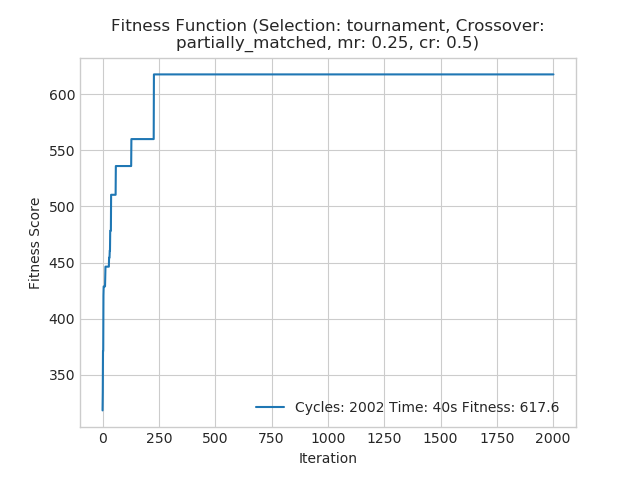 Fitness Function (Selection: tournament, Crossover:
partially_matched, mr: 0.25, cr: 0.5)
Fitness Score
600
550
500
450
400
350
Cycles: 2002 Time: 40s Fitness: 617.6
0 250 500 750 1000 1250 1500 1750 2000
Iteration